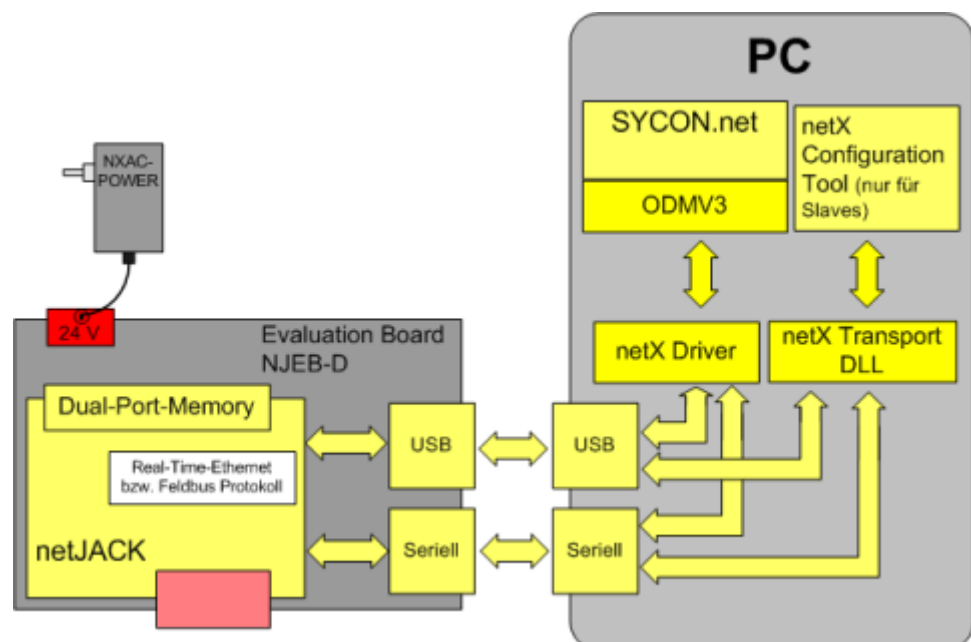 PC
SYCON.net
ODMV3
netX
Configuration
Tool (nur für
Slaves)
NXAC-
POWER
24 V
Evaluation Board
NJEB-D
netX Driver
netX Transport
DLL
Dual-Port-Memory
Real-Time-Ethernet
bzw. Feldbus Protokoll
netJACK
USB
USB
Seriell
Seriell